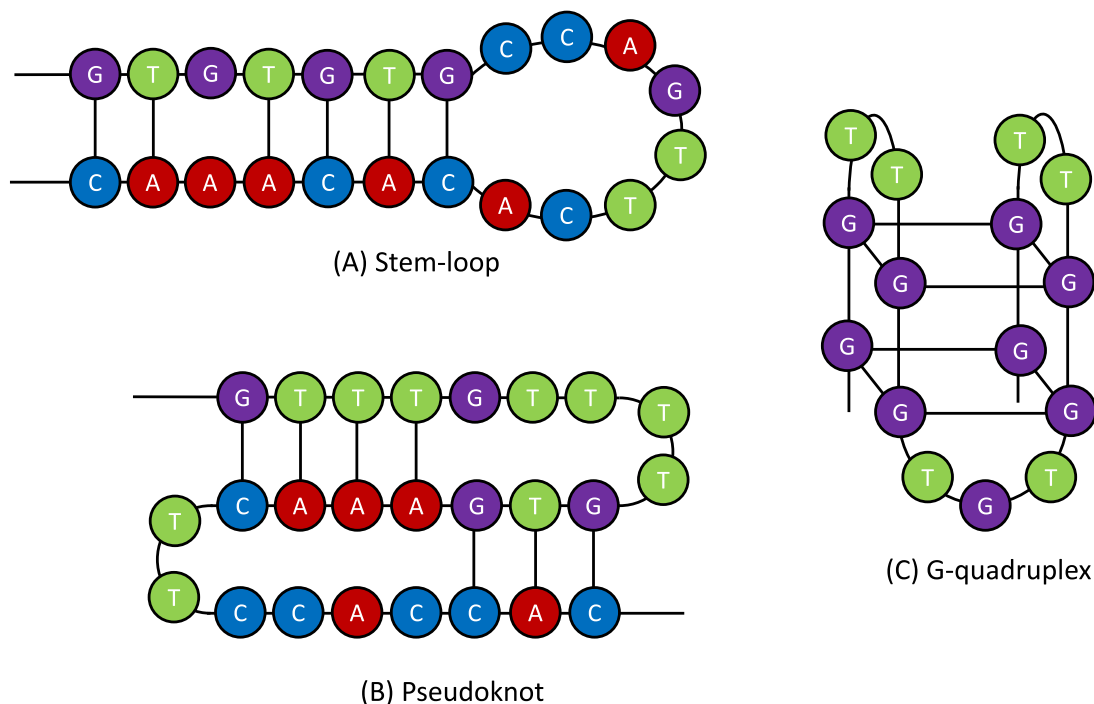 G T G T G T G C C A G T T C A C A C A A A C
(A) Stem-loop
G T T T G T T T T G T G A A A C T T C C A C C A C
(B) Pseudoknot
T T T T
G G G G
G G G G
T G T
(C) G-quadruplex